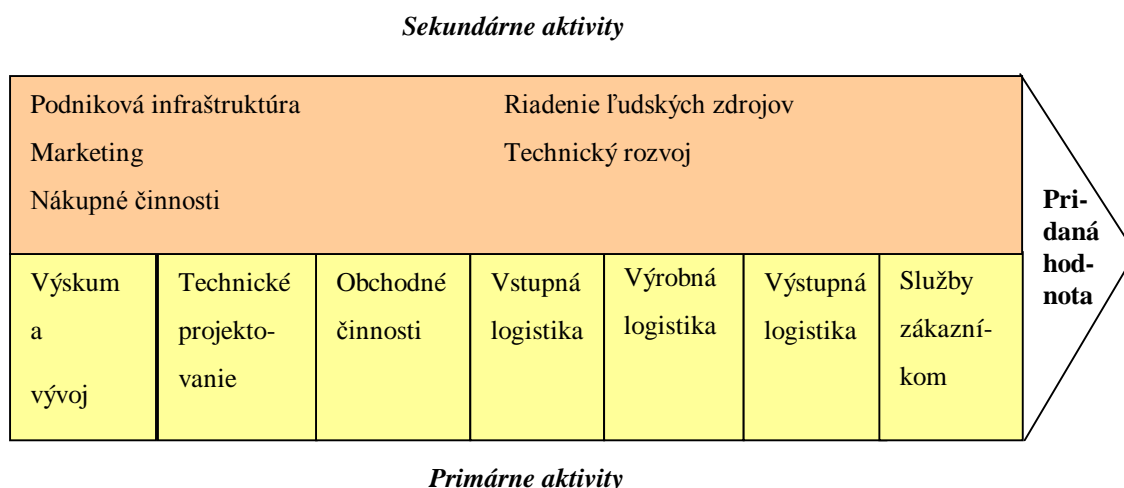 Sekundárne aktivity
Podniková infraštruktúra
Riadenie ľudských zdrojov
Marketing
Technický rozvoj
Nákupné činnosti
Pri-
daná
hod-
nota
Výskum
a
vývoj
Technické
projekto-
vanie
Obchodné
činnosti
Vstupná
logistika
Výrobná
logistika
Výstupná
logistika
Služby
zákazní-
kom
Primárne aktivity